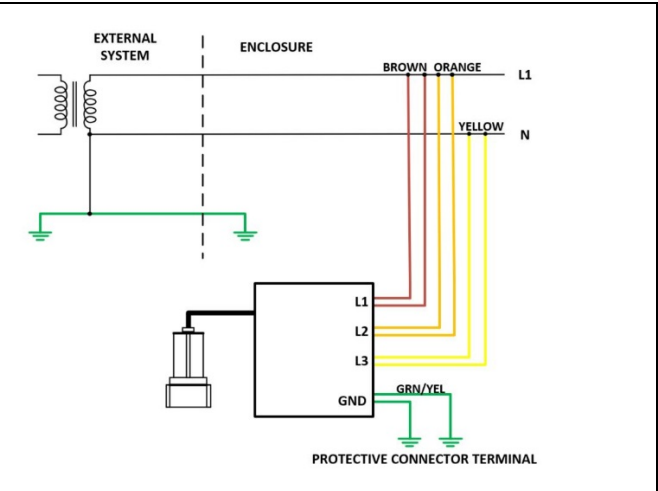 EXTERNAL
SYSTEM
ENCLOSURE
BROWN ORANGE
L1
YELLOW
N
L1
L2
L3
GRN/YEL
GND
PROTECTIVE CONNECTOR TERMINAL